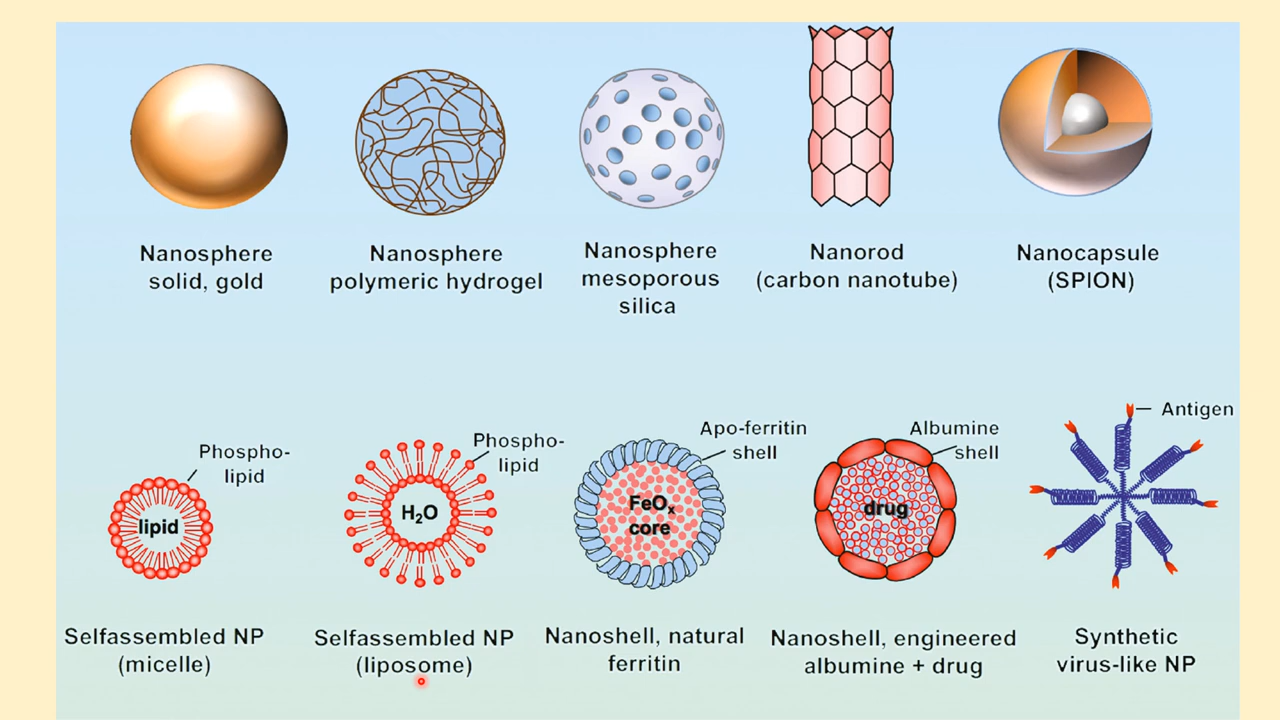 Nanosphere
solid, gold
Nanosphere
polymeric hydrogel
Nanosphere
mesoporous
silica
Nanorod
(carbon nanotube)
Nanocapsule
(SPION)
Phospho-
lipid
lipid
Selfassembled NP
(micelle)
Phospho-
lipid
H₂O
Selfassembled NP
(liposome)
Apo-ferritin
shell
FeOₓ
core
Nanoshell, natural
ferritin
Albumine
shell
drug
Nanoshell, engineered
albumine + drug
Antigen
Synthetic
virus-like NP